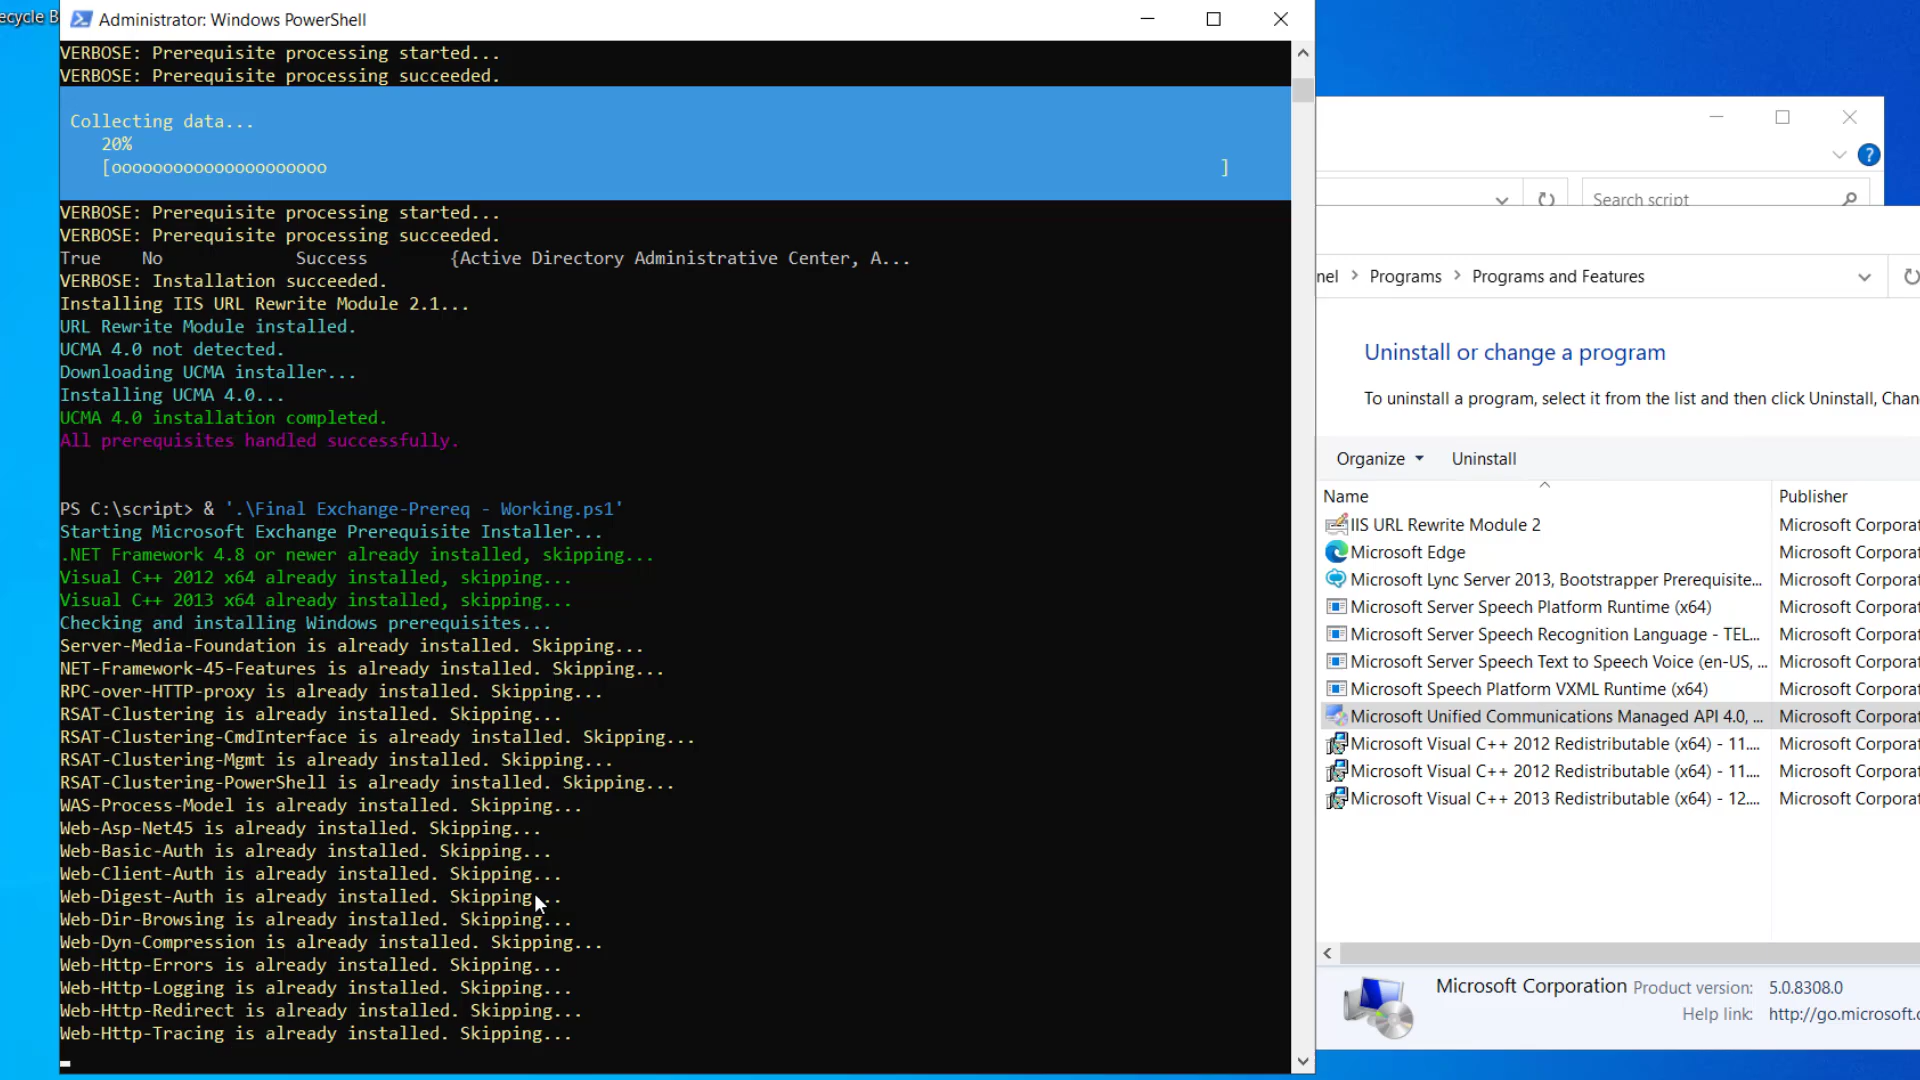 ecycle B
Administrator: Windows PowerShell
VERBOSE: Prerequisite processing started...
VERBOSE: Prerequisite processing succeeded.
Collecting data...
20%
[ooooooooooooooooooooo ]
VERBOSE: Prerequisite processing started...
VERBOSE: Prerequisite processing succeeded.
True No Success {Active Directory Administrative Center, A...
VERBOSE: Installation succeeded.
Installing IIS URL Rewrite Module 2.1...
URL Rewrite Module installed.
UCMA 4.0 not detected.
Downloading UCMA installer...
Installing UCMA 4.0...
UCMA 4.0 installation completed.
All prerequisites handled successfully.
PS C:\script> & '.\Final Exchange-Prereq - Working.ps1'
Starting Microsoft Exchange Prerequisite Installer...
.NET Framework 4.8 or newer already installed, skipping...
Visual C++ 2012 x64 already installed, skipping...
Visual C++ 2013 x64 already installed, skipping...
Checking and installing Windows prerequisites...
Server-Media-Foundation is already installed. Skipping...
NET-Framework-45-Features is already installed. Skipping...
RPC-over-HTTP-proxy is already installed. Skipping...
RSAT-Clustering is already installed. Skipping...
RSAT-Clustering-CmdInterface is already installed. Skipping...
RSAT-Clustering-Mgmt is already installed. Skipping...
RSAT-Clustering-PowerShell is already installed. Skipping...
WAS-Process-Model is already installed. Skipping...
Web-Asp-Net45 is already installed. Skipping...
Web-Basic-Auth is already installed. Skipping...
Web-Client-Auth is already installed. Skipping...
Web-Digest-Auth is already installed. Skipping...
Web-Dir-Browsing is already installed. Skipping...
Web-Dyn-Compression is already installed. Skipping...
Web-Http-Errors is already installed. Skipping...
Web-Http-Logging is already installed. Skipping...
Web-Http-Redirect is already installed. Skipping...
Web-Http-Tracing is already installed. Skipping...
?
Search script
nel > Programs > Programs and Features
Uninstall or change a program
To uninstall a program, select it from the list and then click Uninstall, Chan
Organize Uninstall
Name Publisher
IIS URL Rewrite Module 2 Microsoft Corporat
Microsoft Edge Microsoft Corporat
Microsoft Lync Server 2013, Bootstrapper Prerequisite... Microsoft Corporat
Microsoft Server Speech Platform Runtime (x64) Microsoft Corporat
Microsoft Server Speech Recognition Language - TEL... Microsoft Corporat
Microsoft Server Speech Text to Speech Voice (en-US, ... Microsoft Corporat
Microsoft Speech Platform VXML Runtime (x64) Microsoft Corporat
Microsoft Unified Communications Managed API 4.0, ... Microsoft Corporat
Microsoft Visual C++ 2012 Redistributable (x64) - 11.... Microsoft Corporat
Microsoft Visual C++ 2012 Redistributable (x64) - 11.... Microsoft Corporat
Microsoft Visual C++ 2013 Redistributable (x64) - 12.... Microsoft Corporat
Microsoft Corporation Product version: 5.0.8308.0
Help link: http://go.microsoft.c